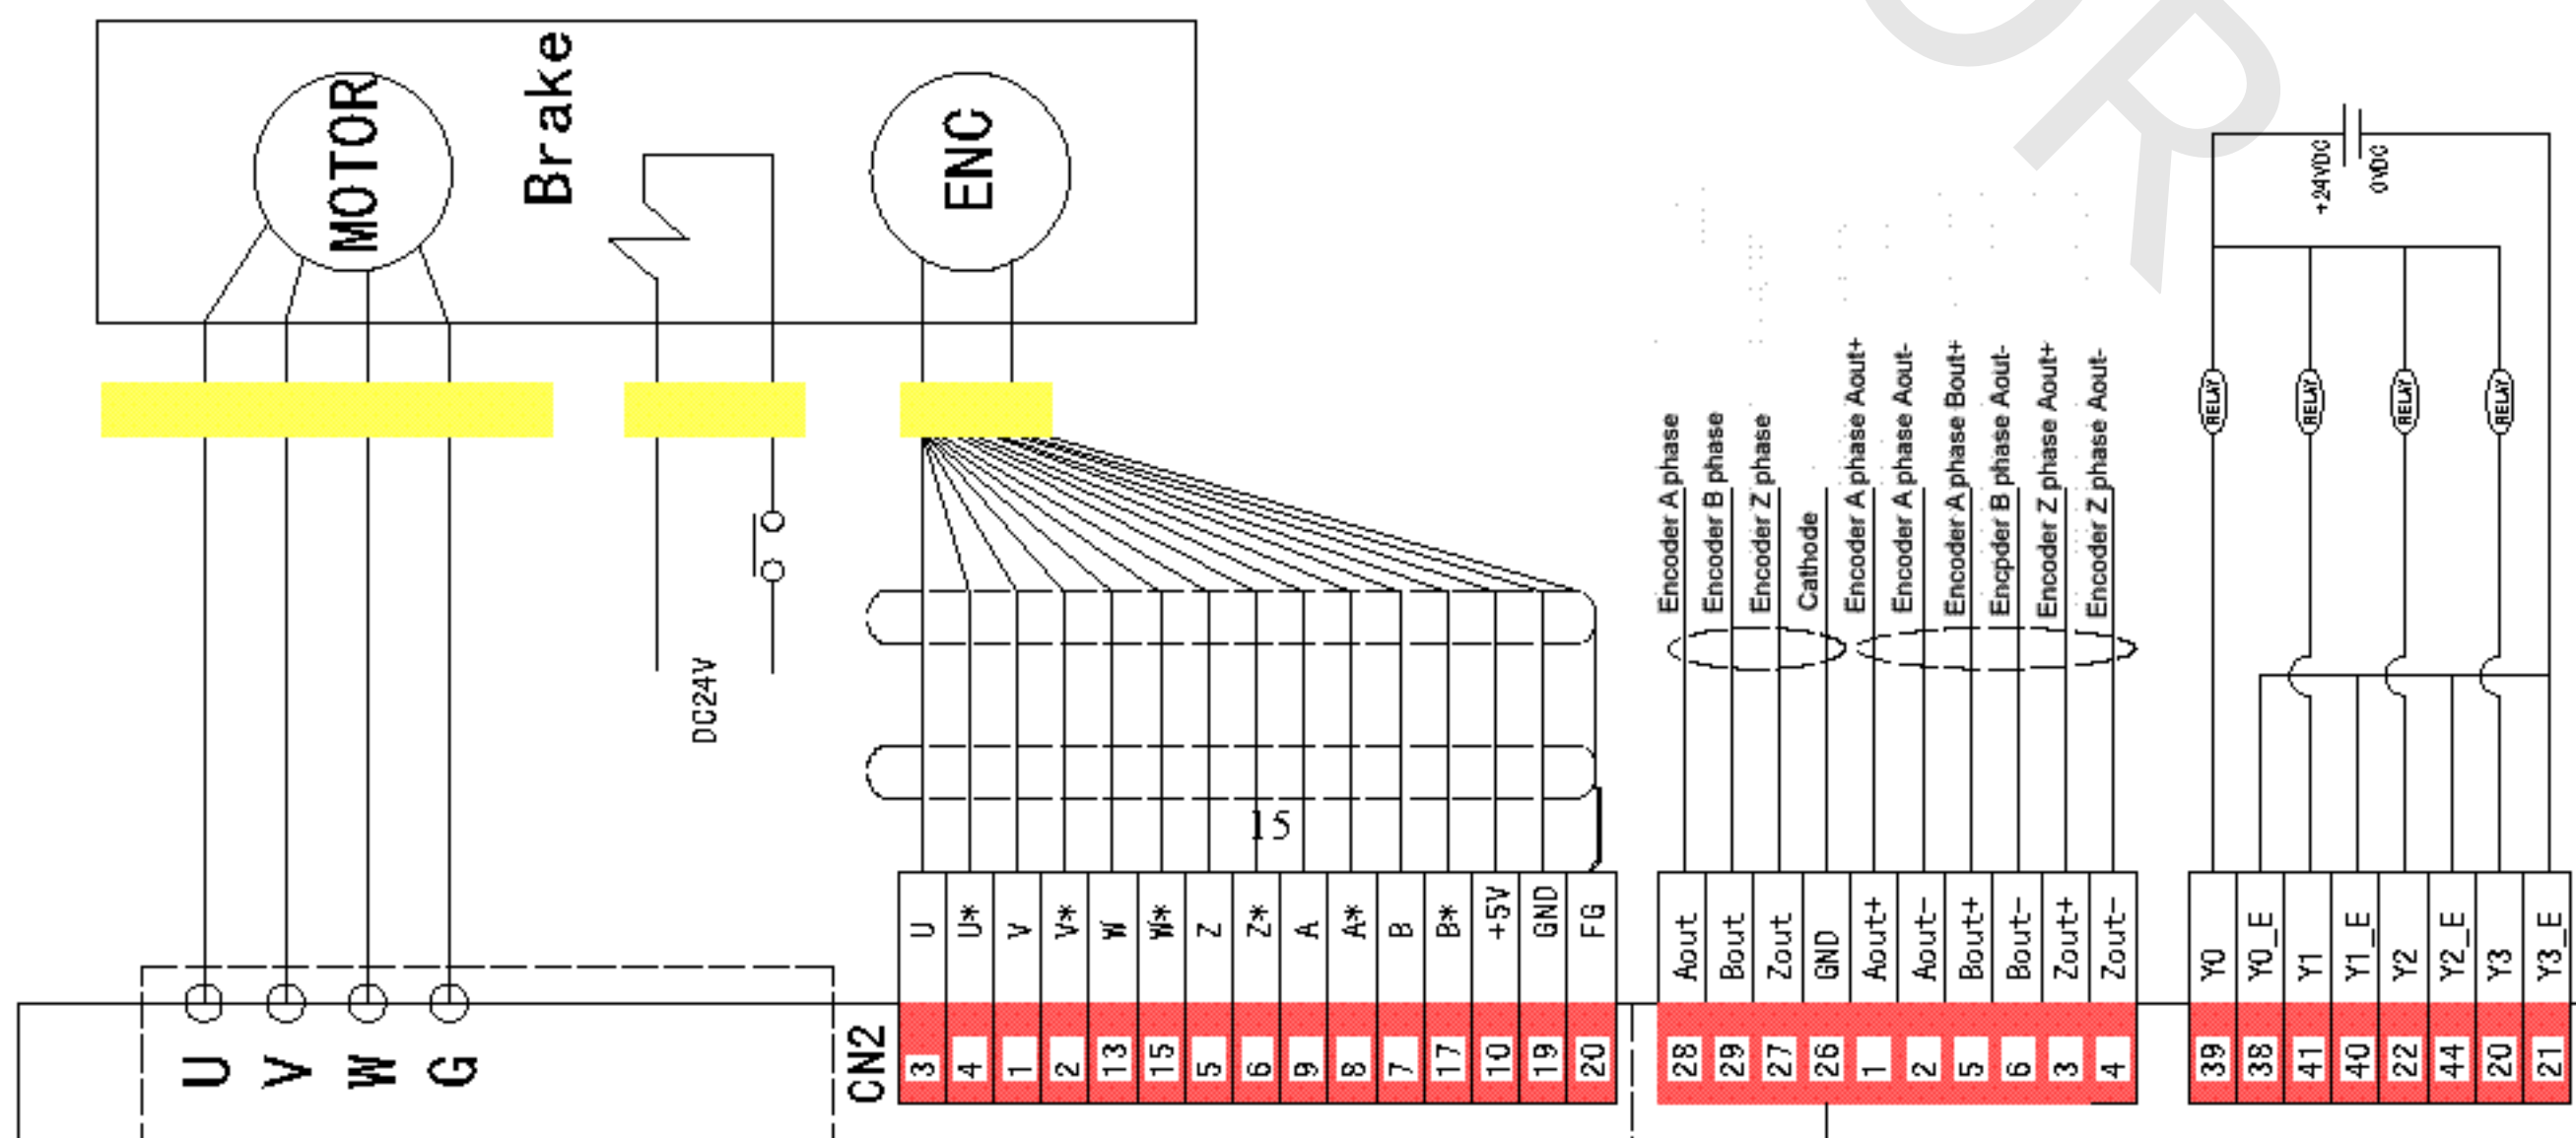 MOTOR
Brake
ENC
OR
+24VDC
0VDC
RELAY
RELAY
RELAY
RELAY
DC24V
Encoder A phase
Encoder B phase
Encoder Z phase
Cathode
Encoder A phase Aout+
Encoder A phase Aout-
Encoder A phase Bout+
Encpder B phase Aout-
Encoder Z phase Aout+
Encoder Z phase Aout-
15
U
V
W
G
CN2
U
U*
V
V*
W
W*
Z
Z*
A
A*
B
B*
+5V
GND
FG
3
4
1
2
13
15
5
6
9
8
7
17
10
19
20
Aout
Bout
Zout
GND
Aout+
Aout-
Bout+
Bout-
Zout+
Zout-
28
29
27
26
1
2
5
6
3
4
Y0
Y0_E
Y1
Y1_E
Y2
Y2_E
Y3
Y3_E
39
38
41
40
22
44
20
21